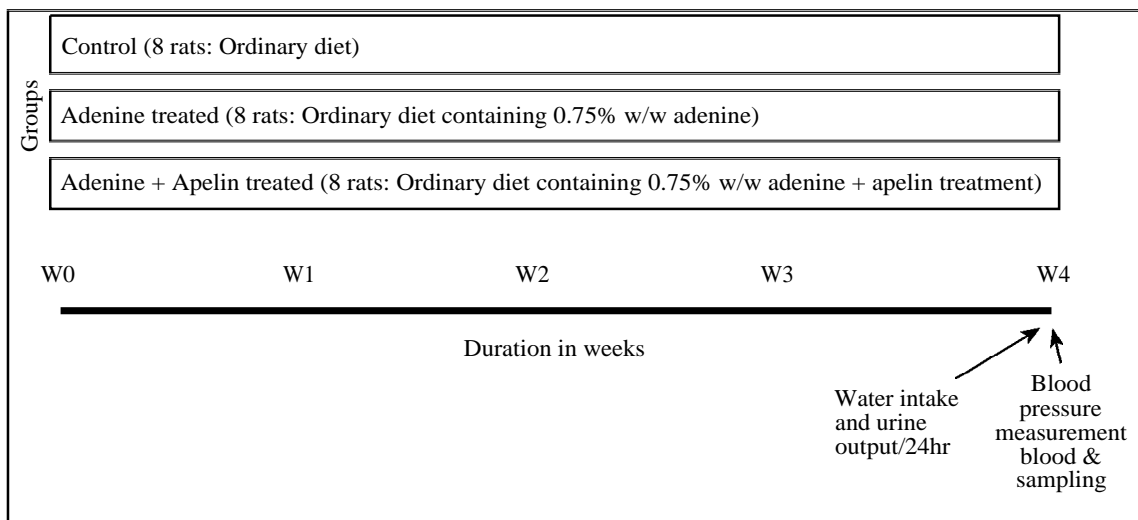 Groups
Control (8 rats: Ordinary diet)
Adenine treated (8 rats: Ordinary diet containing 0.75% w/w adenine)
Adenine + Apelin treated (8 rats: Ordinary diet containing 0.75% w/w adenine + apelin treatment)
W0 W1 W2 W3 W4
Duration in weeks
Water intake
and urine
output/24hr
Blood
pressure
measurement
blood &
sampling